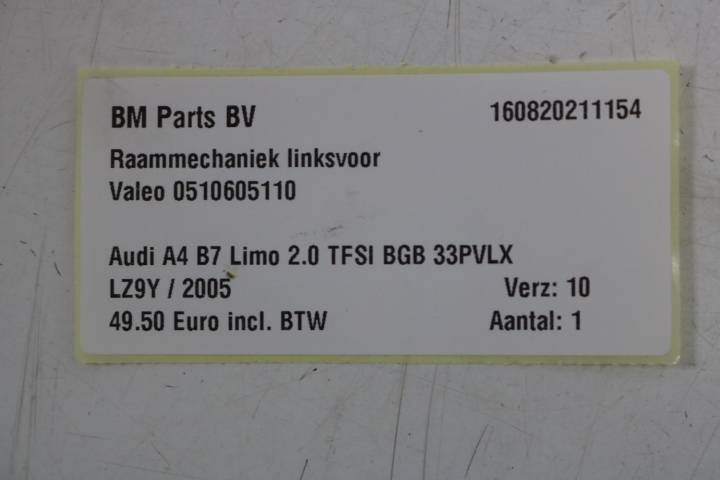 BM Parts BV 160820211154
Raammechaniek linksvoor
Valeo 0510605110
Audi A4 B7 Limo 2.0 TFSI BGB 33PVLX
LZ9Y / 2005 Verz: 10
49.50 Euro incl. BTW Aantal: 1